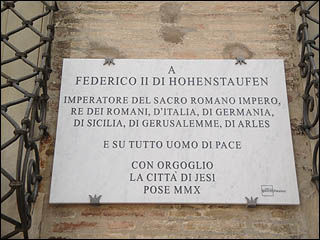 A
FEDERICO II DI HOHENSTAUFEN
IMPERATORE DEL SACRO ROMANO IMPERO,
RE DEI ROMANI, D'ITALIA, DI GERMANIA,
DI SICILIA, DI GERUSALEMME, DI ARLES
E SU TUTTO UOMO DI PACE
CON ORGOGLIO
LA CITTA' DI JESI
POSE MMX